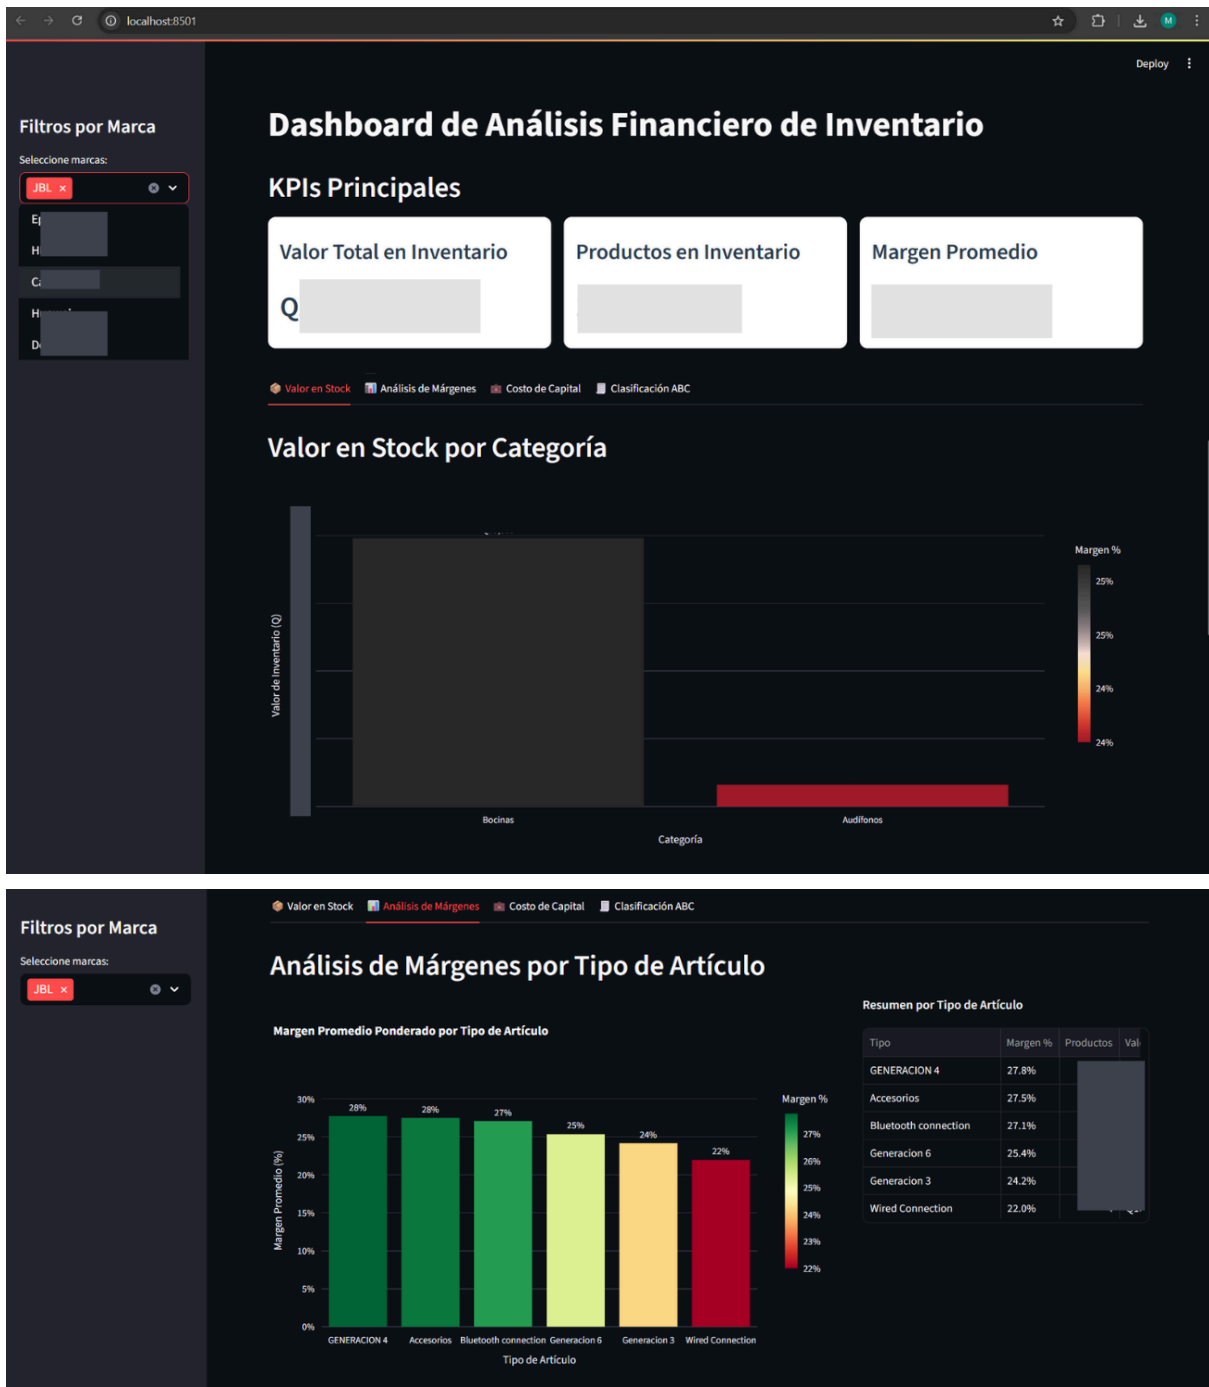 localhost:8501
M
Deploy
Filtros por Marca
Seleccione marcas:
JBL ×
Dashboard de Análisis Financiero de Inventario
KPIs Principales
Valor Total en Inventario
Q
Productos en Inventario
Margen Promedio
Valor en Stock
Análisis de Márgenes
Costo de Capital
Clasificación ABC
Valor en Stock por Categoría
Valor de Inventario (Q)
Margen %
25%
25%
24%
24%
Bocinas
Audífonos
Categoría
Filtros por Marca
Seleccione marcas:
JBL ×
Valor en Stock
Análisis de Márgenes
Costo de Capital
Clasificación ABC
Análisis de Márgenes por Tipo de Artículo
Margen Promedio Ponderado por Tipo de Artículo
Margen Promedio (%)
30%
25%
20%
15%
10%
5%
0%
28%
28%
27%
25%
24%
22%
GENERACION 4
Accesorios
Bluetooth connection
Generacion 6
Generacion 3
Wired Connection
Tipo de Artículo
Margen %
27%
26%
25%
24%
23%
22%
Resumen por Tipo de Artículo
Tipo Margen % Productos
GENERACION 4 27.8%
Accesorios 27.5%
Bluetooth connection 27.1%
Generacion 6 25.4%
Generacion 3 24.2%
Wired Connection 22.0%